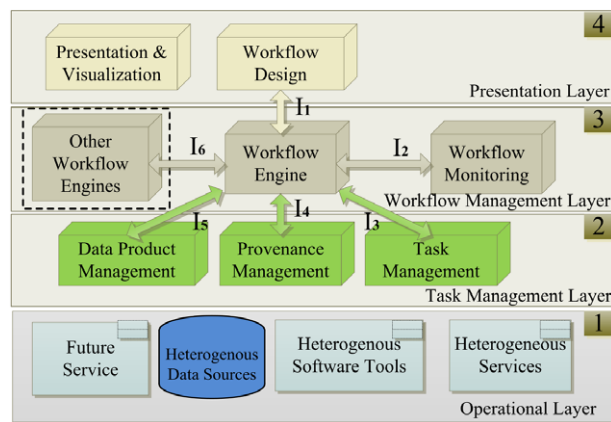 4
Presentation &
Visualization
Workflow
Design
Presentation Layer
I1
3
Other
Workflow
Engines
I6
Workflow
Engine
I2
Workflow
Monitoring
Workflow Management Layer
I5
I4
I3
2
Data Product
Management
Provenance
Management
Task
Management
Task Management Layer
1
Future
Service
Heterogenous
Data Sources
Heterogenous
Software Tools
Heterogeneous
Services
Operational Layer